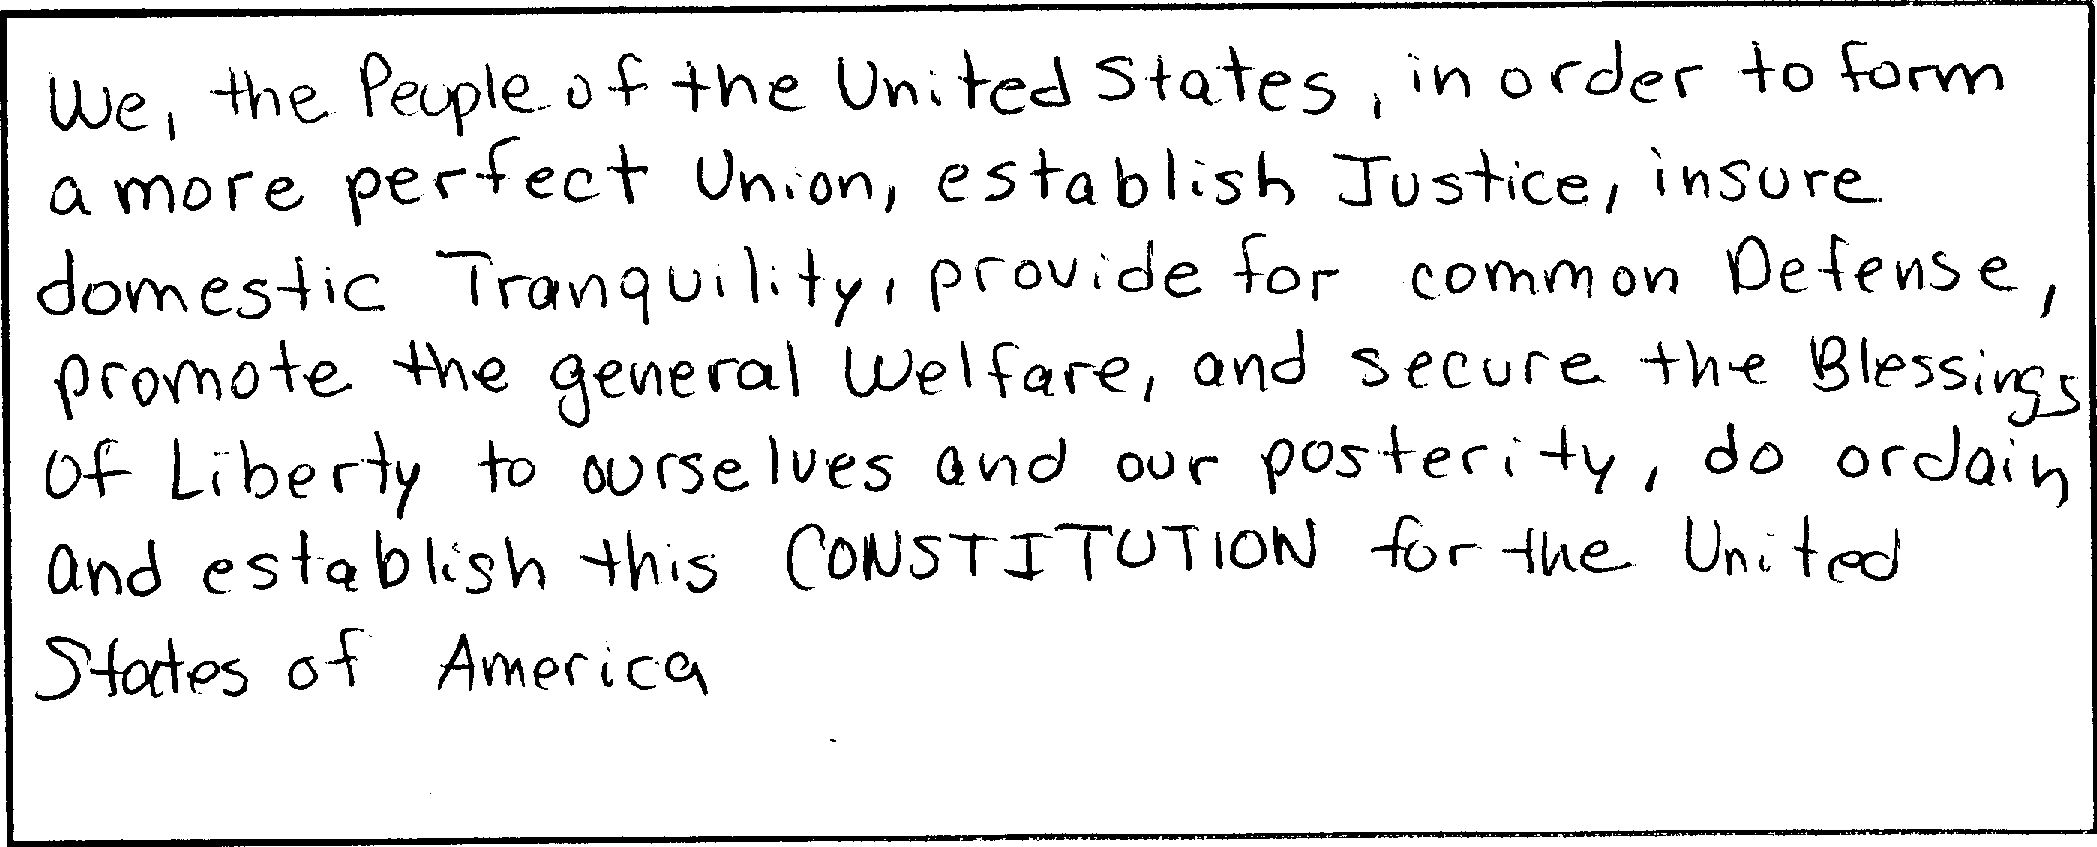 We, the People of the United States, in order to form
a more perfect Union, establish Justice, insure
domestic Tranquility, provide for common Defense,
promote the general Welfare, and secure the Blessings
of Liberty to ourselves and our posterity, do ordain
and establish this CONSTITUTION for the United
States of America